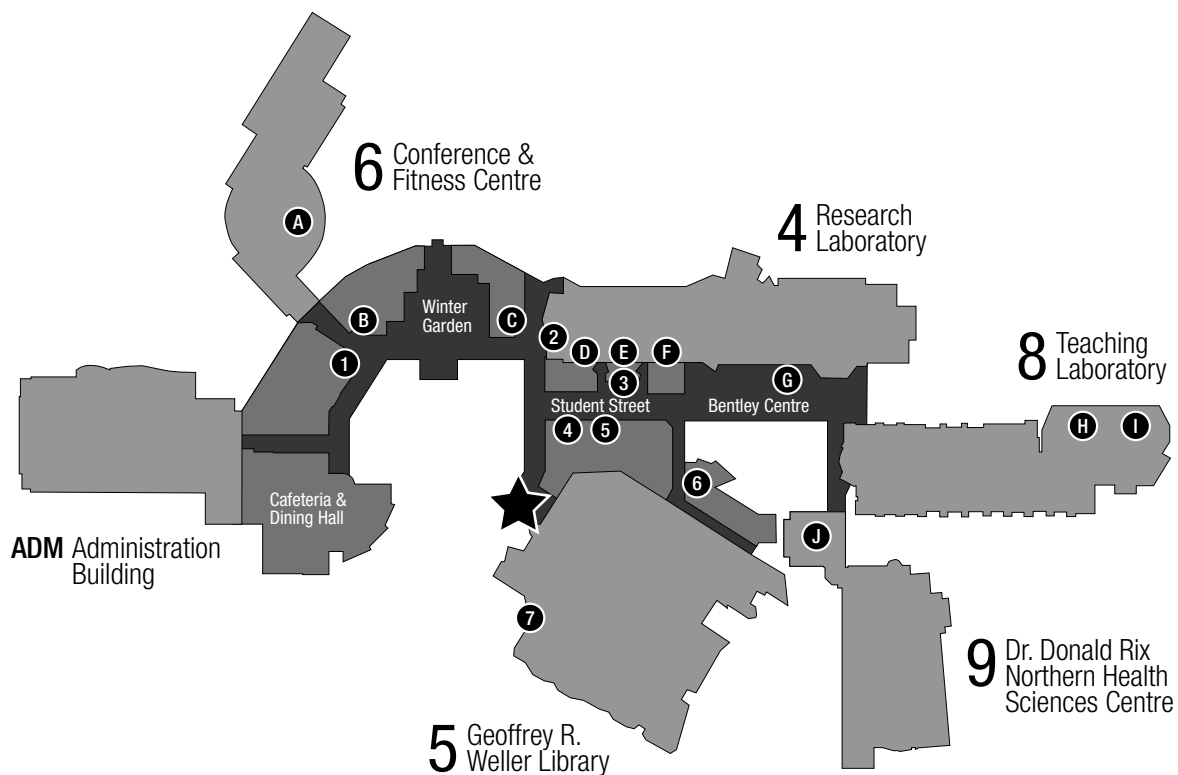 6 Conference &
Fitness Centre
A
4 Research
Laboratory
B
Winter
Garden
C
1
2
D
E
F
3
G
8 Teaching
Laboratory
Student Street
Bentley Centre
4
5
H
I
6
Cafeteria &
Dining Hall
J
ADM Administration
Building
7
9 Dr. Donald Rix
Northern Health
Sciences Centre
5 Geoffrey R.
Weller Library